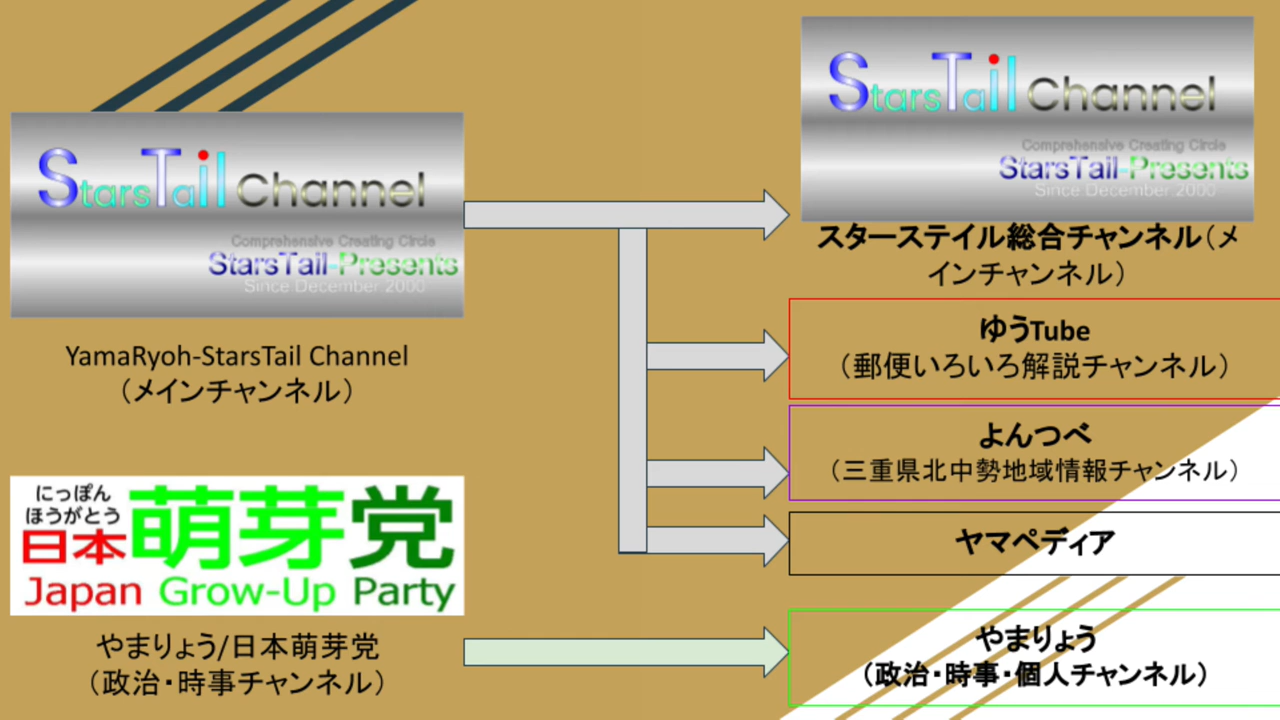 StarsTail Channel
Comprehensive Creating Circle
StarsTail-Presents
Since December 2000
YamaRyoh-StarsTail Channel
（メインチャンネル）
にっぽん
ほうがとう
日本萌芽党
Japan Grow-Up Party
やまりょう/日本萌芽党
（政治・時事チャンネル）
StarsTail Channel
Comprehensive Creating Circle
StarsTail-Presents
Since December 2000
スターステイル総合チャンネル（メ
インチャンネル）
ゆうTube
（郵便いろいろ解説チャンネル）
よんつべ
（三重県北中勢地域情報チャンネル）
ヤマペディア
やまりょう
（政治・時事・個人チャンネル）